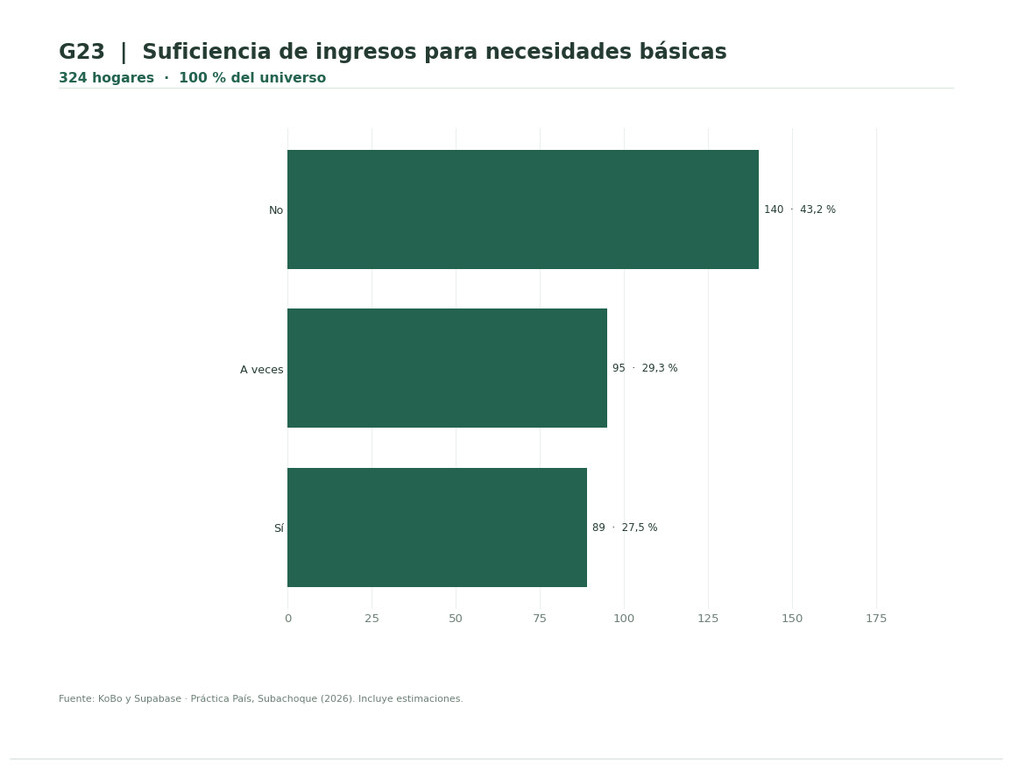 G23 | Suficiencia de ingresos para necesidades básicas
324 hogares · 100 % del universo
No
140 · 43,2 %
A veces
95 · 29,3 %
Sí
89 · 27,5 %
0 25 50 75 100 125 150 175
Fuente: KoBo y Supabase · Práctica País, Subachoque (2026). Incluye estimaciones.